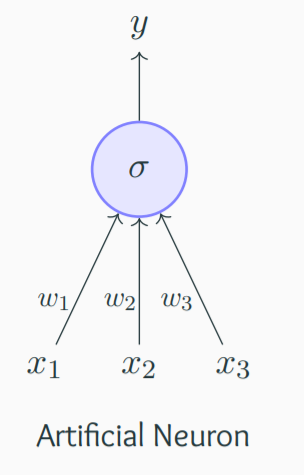 y
σ
w₁ w₂ w₃
x₁ x₂ x₃
Artificial Neuron